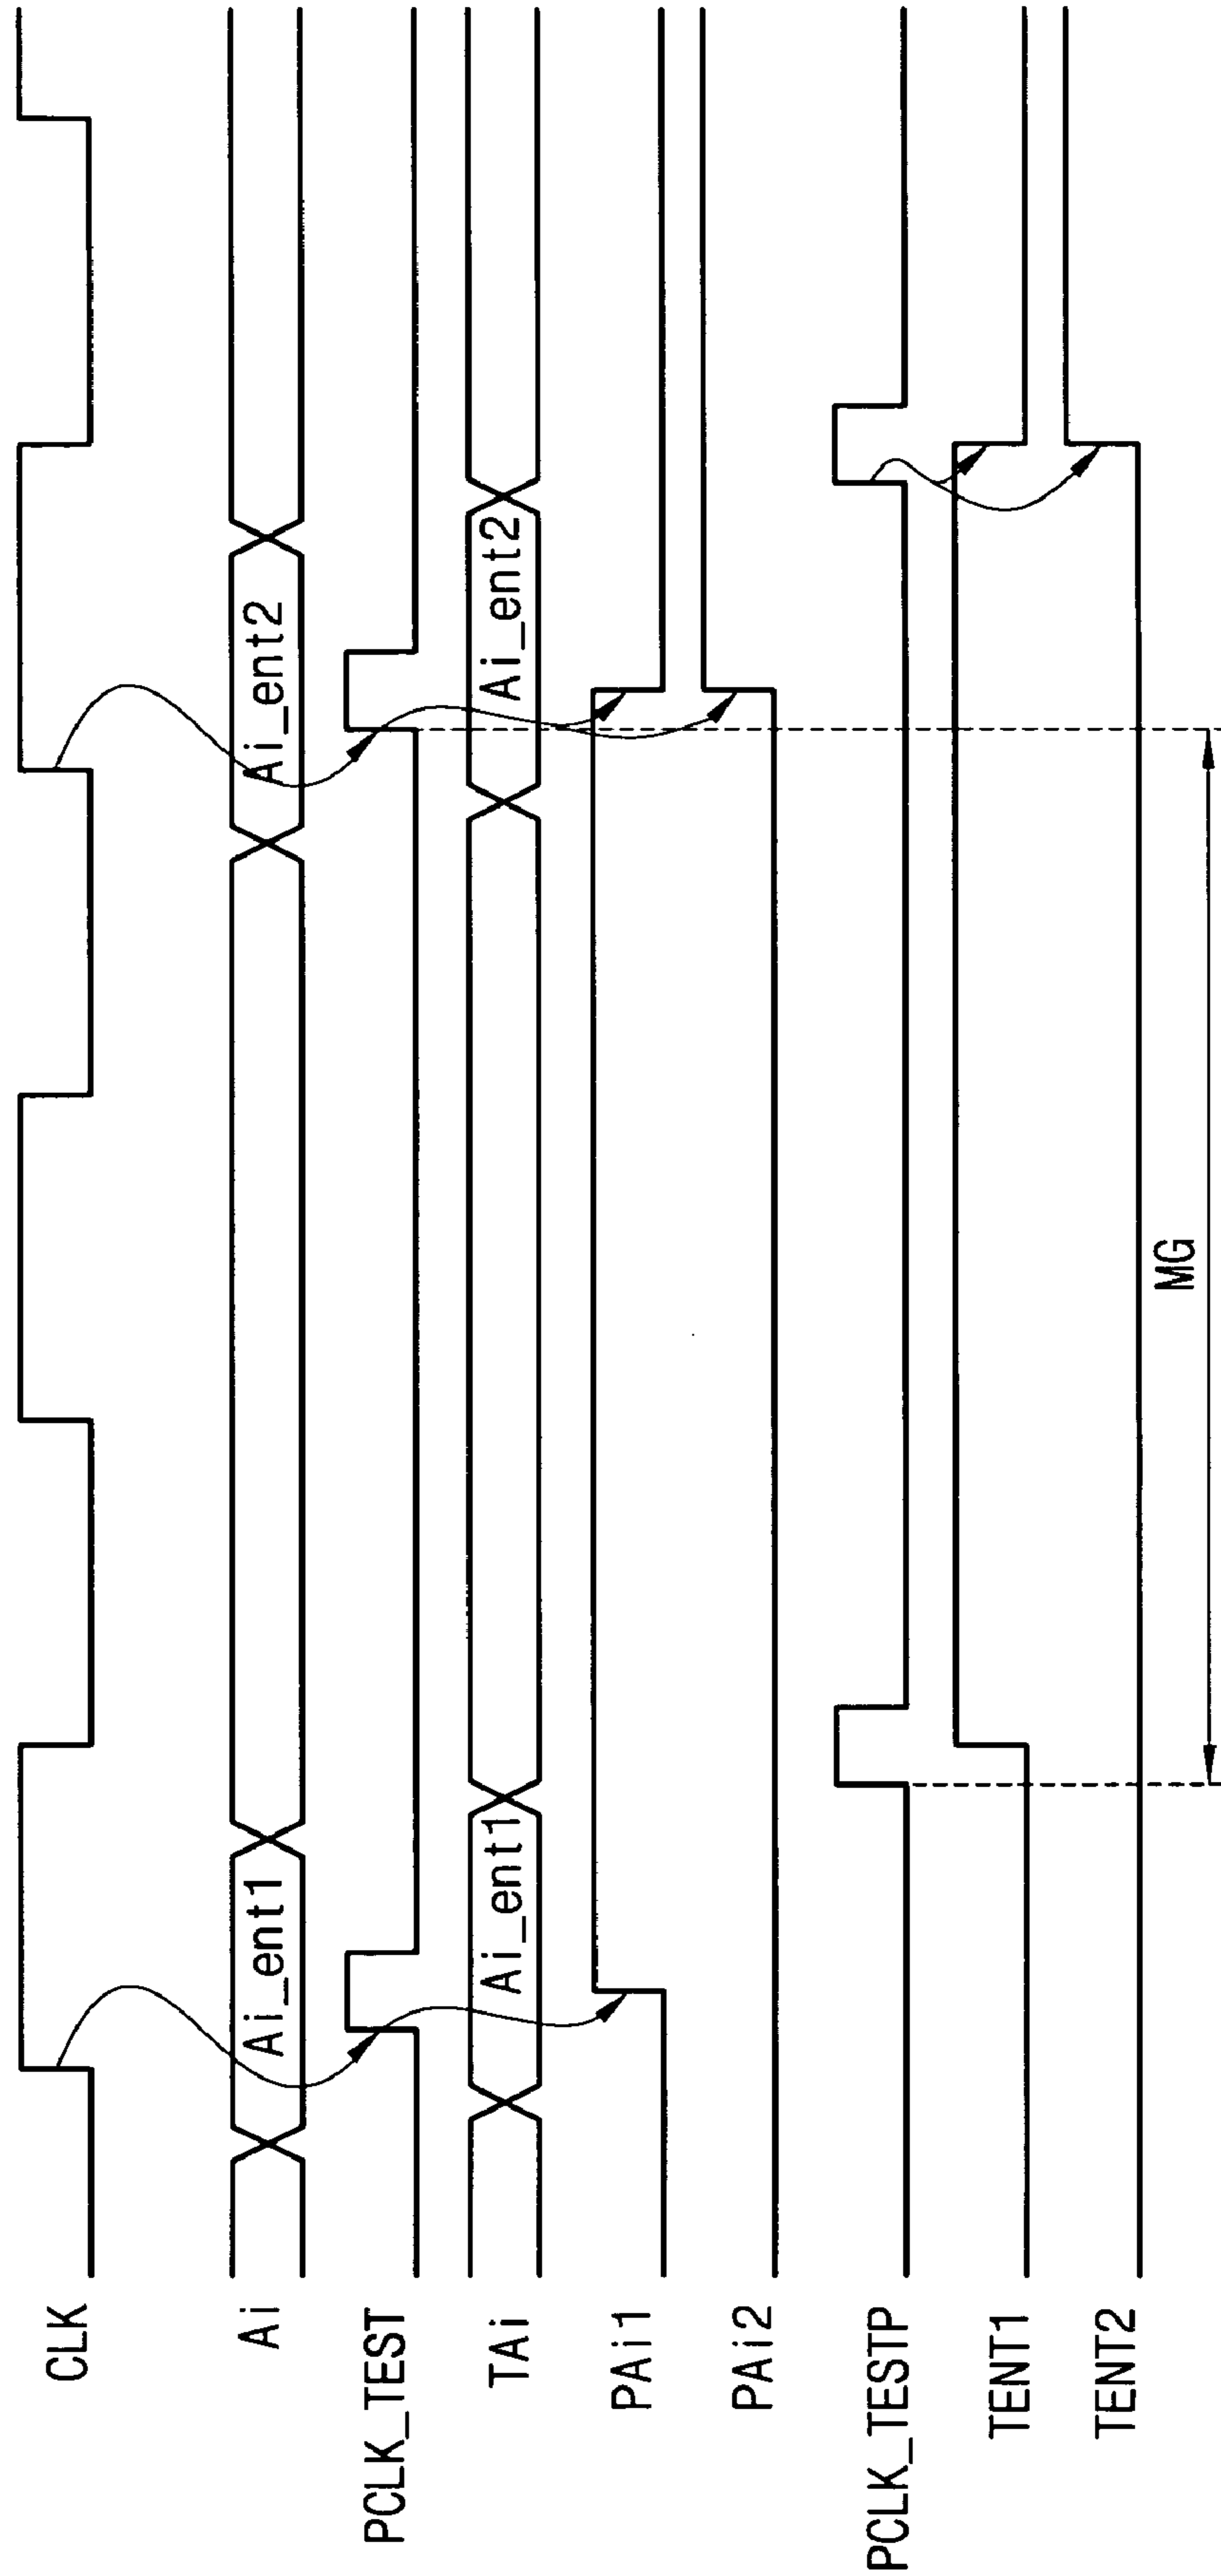 CLK
Ai
Ai_ent1
Ai_ent2
PCLK_TEST
TAi
Ai_ent1
Ai_ent2
PAi1
PAi2
PCLK_TESTP
TENT1
TENT2
MG